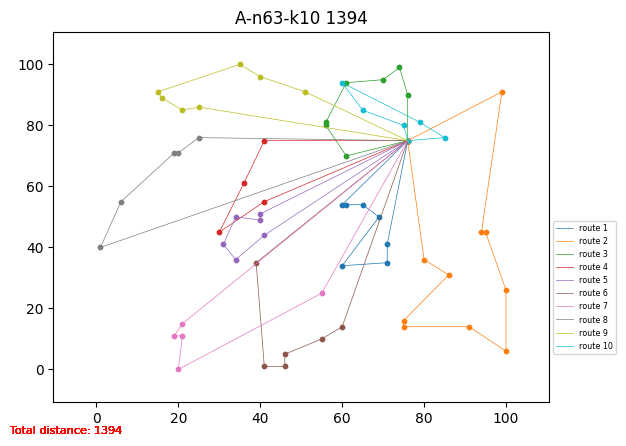 A-n63-k10 1394
100
80
60
40
20
0
0
20
40
60
80
100
route 1
route 2
route 3
route 4
route 5
route 6
route 7
route 8
route 9
route 10
Total distance: 1394